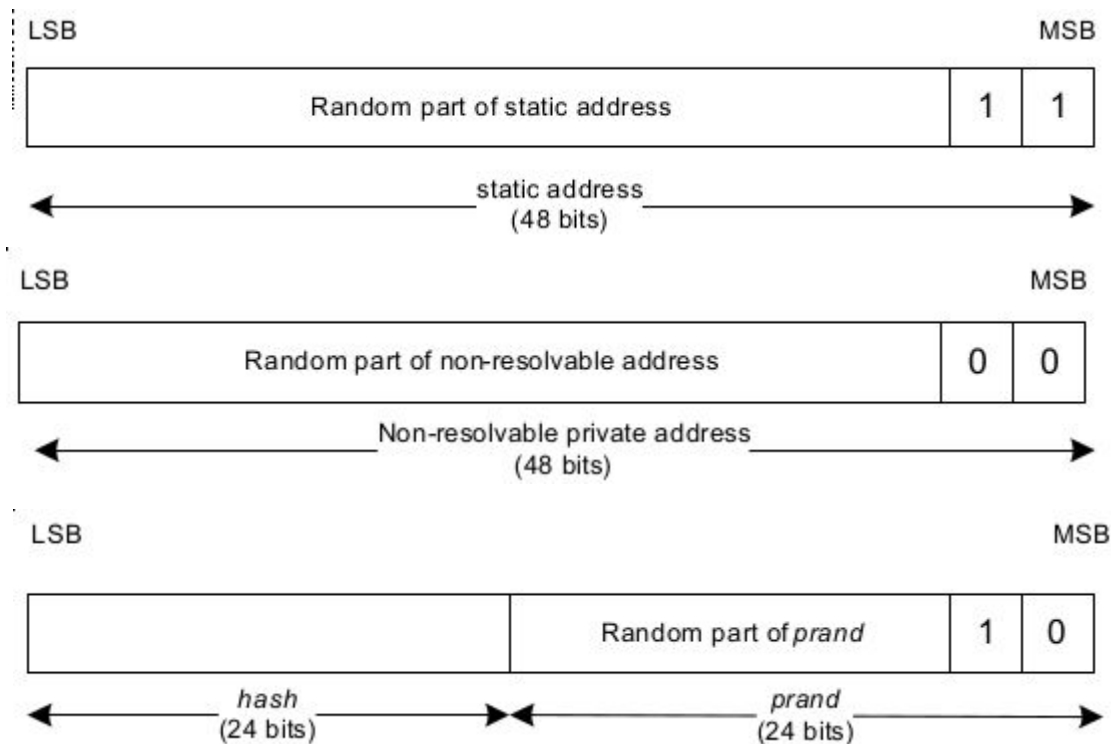 LSB MSB
Random part of static address 1 1
static address
(48 bits)
LSB MSB
Random part of non-resolvable address 0 0
Non-resolvable private address
(48 bits)
LSB MSB
Random part of prand 1 0
hash prand
(24 bits) (24 bits)